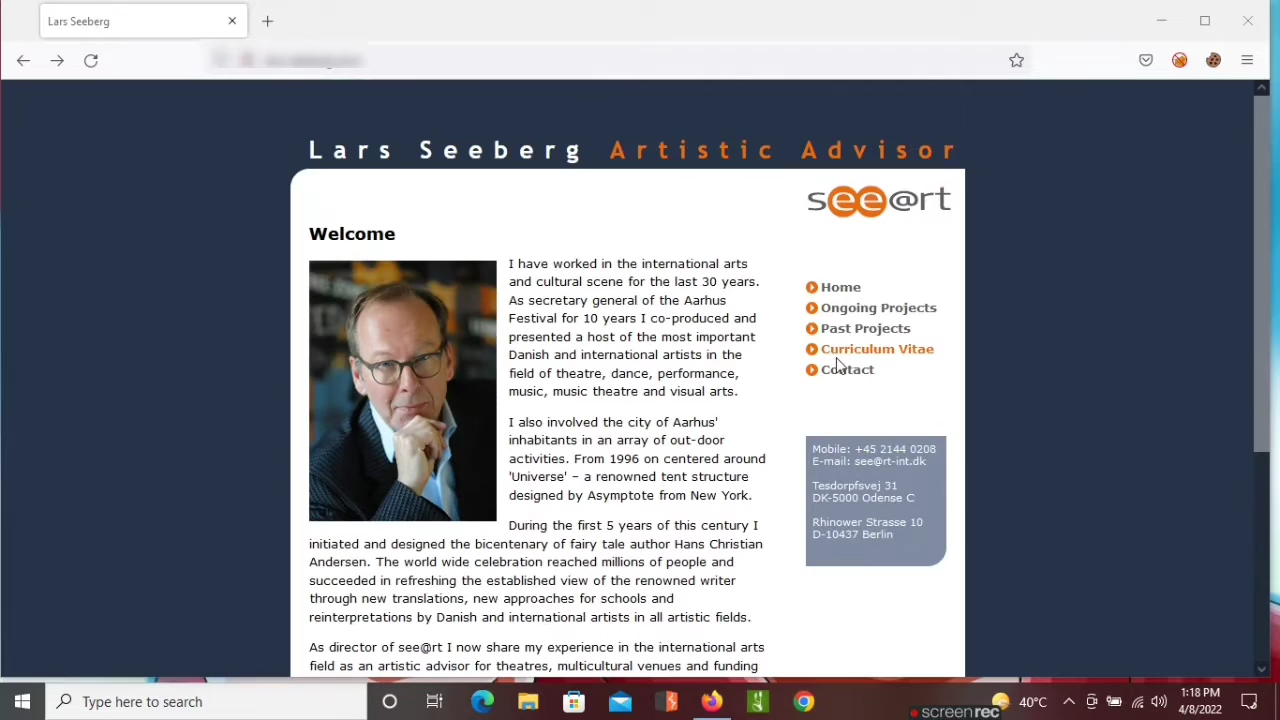 Lars Seeberg
Lars Seeberg Artistic Advisor
see@rt
Welcome
I have worked in the international arts
and cultural scene for the last 30 years.
As secretary general of the Aarhus
Festival for 10 years I co-produced and
presented a host of the most important
Danish and international artists in the
field of theatre, dance, performance,
music, music theatre and visual arts.
I also involved the city of Aarhus'
inhabitants in an array of out-door
activities. From 1996 on centered around
'Universe' – a renowned tent structure
designed by Asymptote from New York.
During the first 5 years of this century I
initiated and designed the bicentenary of fairy tale author Hans Christian
Andersen. The world wide celebration reached millions of people and
succeeded in refreshing the established view of the renowned writer
through new translations, new approaches for schools and
reinterpretations by Danish and international artists in all artistic fields.
As director of see@rt I now share my experience in the international arts
field as an artistic advisor for theatres, multicultural venues and funding
Home
Ongoing Projects
Past Projects
Curriculum Vitae
Contact
Mobile: +45 2144 0208
E-mail: see@rt-int.dk
Tesdorpfsvej 31
DK-5000 Odense C
Rhinower Strasse 10
D-10437 Berlin
Type here to search
40°C
1:18 PM
4/8/2022
screenrec